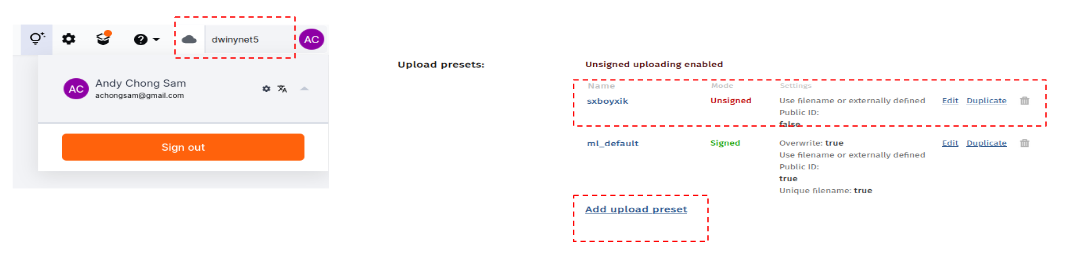 dwinynet5
AC
AC
Andy Chong Sam
achongsam@gmail.com
Sign out
Upload presets:
Unsigned uploading enabled
Name Mode Settings
sxboyxik Unsigned Use filename or externally defined Edit Duplicate
Public ID:
false
ml_default Signed Overwrite: true Edit Duplicate
Use filename or externally defined
Public ID:
true
Unique filename: true
Add upload preset